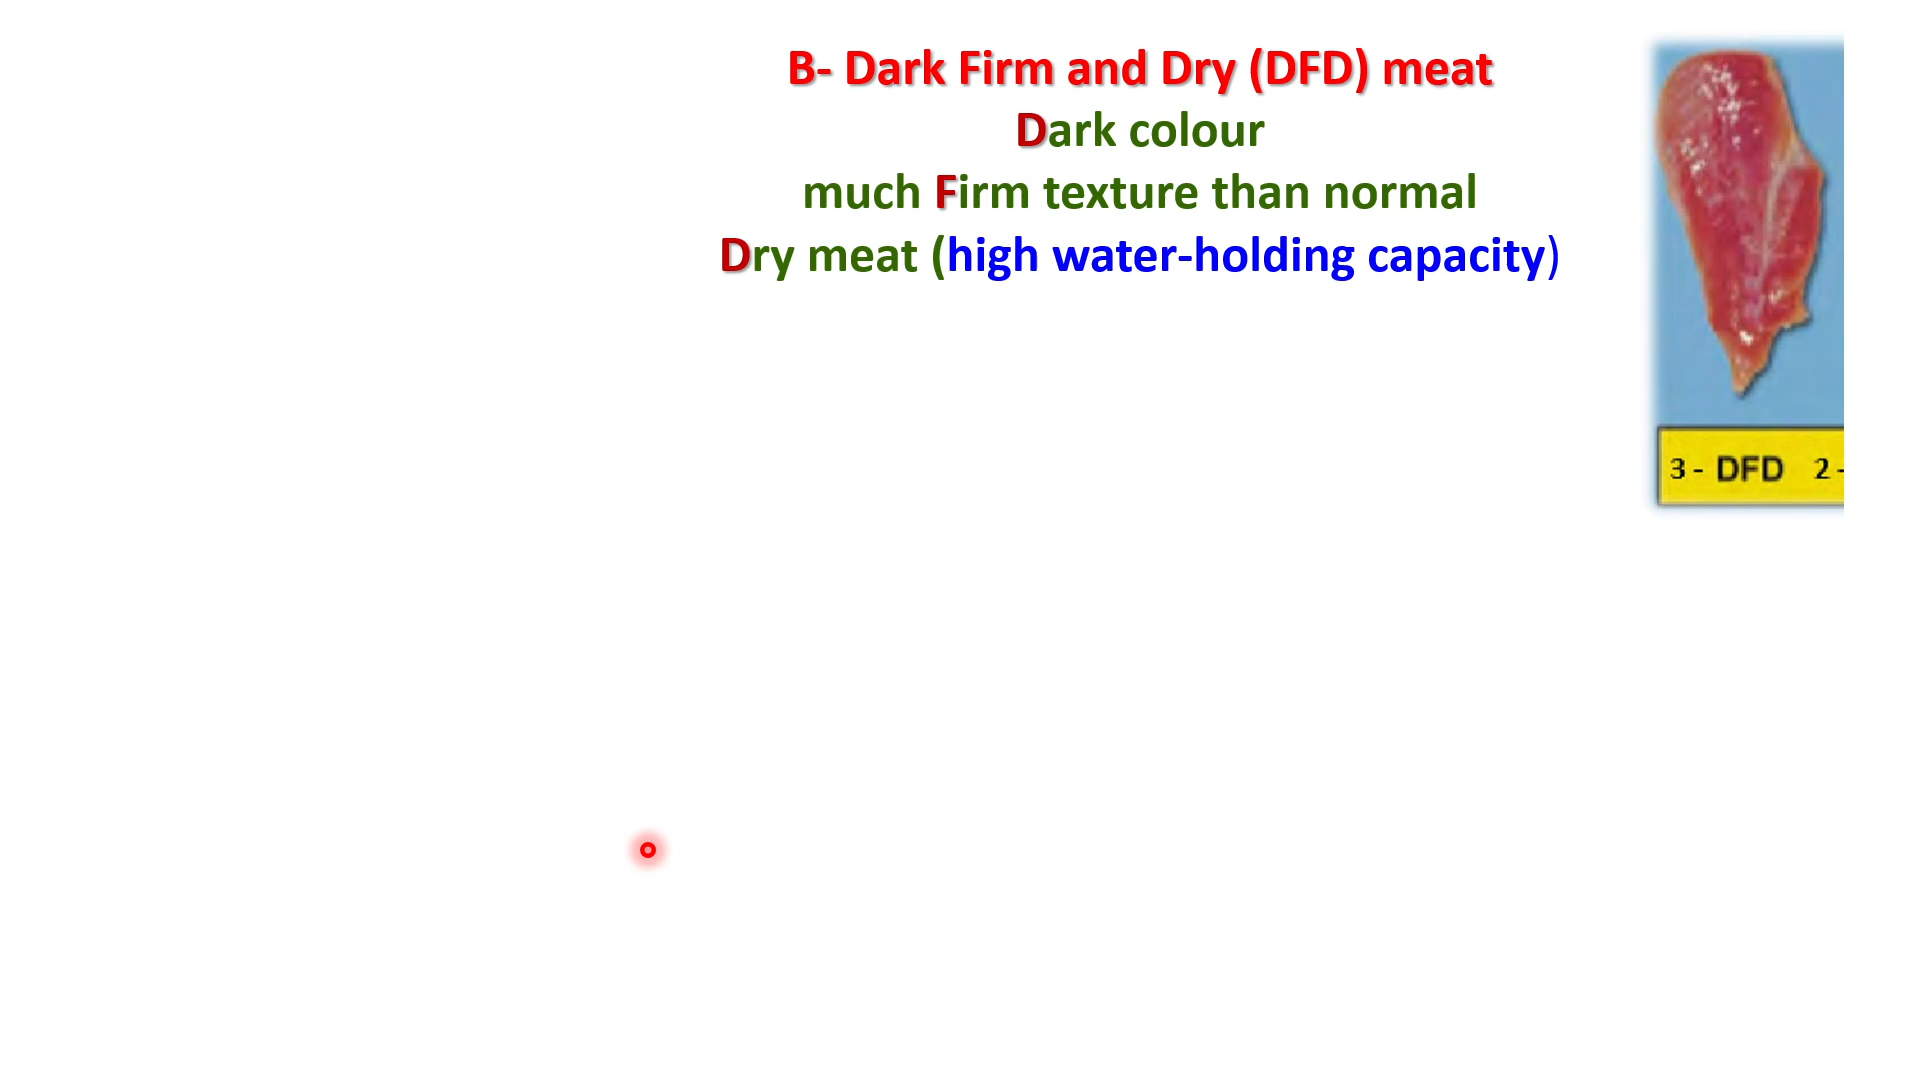 B- Dark Firm and Dry (DFD) meat
Dark colour
much Firm texture than normal
Dry meat (high water-holding capacity)
3 - DFD 2 -